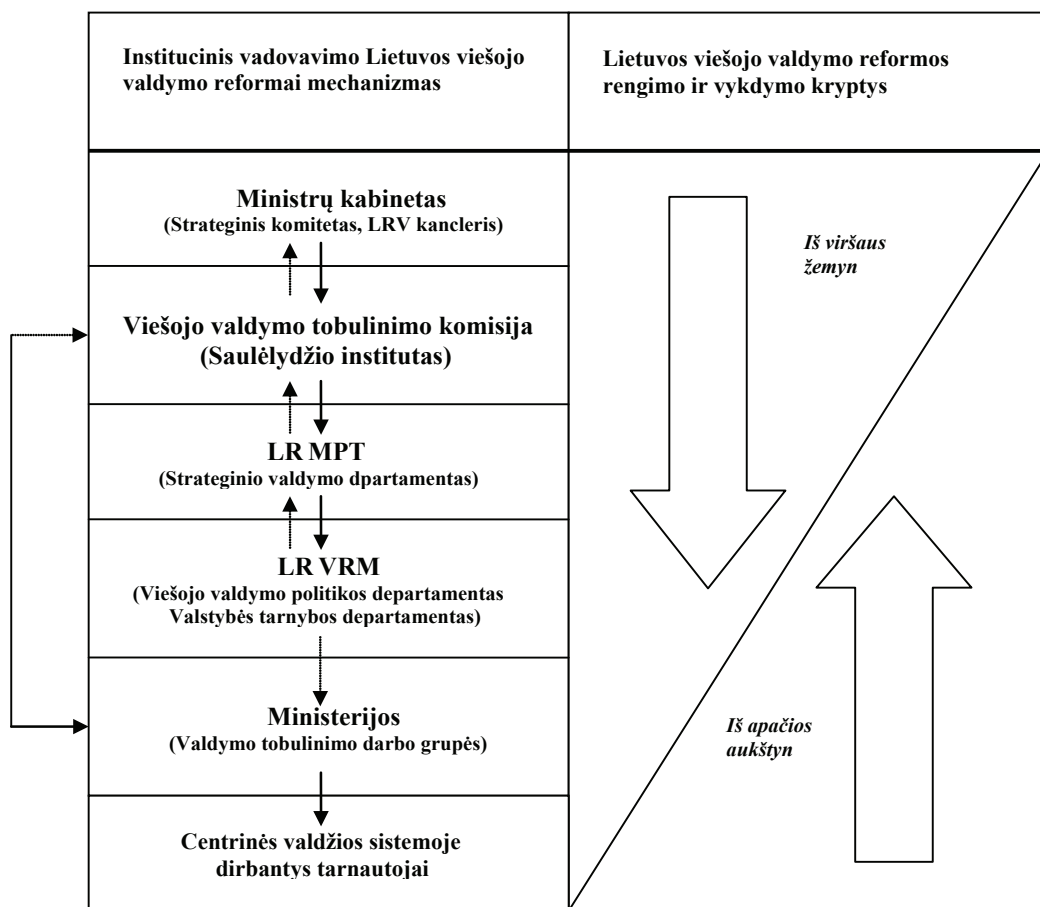 Institucinis vadovavimo Lietuvos viešojo
valdymo reformai mechanizmas
Lietuvos viešojo valdymo reformos
rengimo ir vykdymo kryptys
Ministrų kabinetas
(Strateginis komitetas, LRV kancleris)
Viešojo valdymo tobulinimo komisija
(Saulėlydžio institutas)
LR MPT
(Strateginio valdymo dpartamentas)
LR VRM
(Viešojo valdymo politikos departamentas
Valstybės tarnybos departamentas)
Ministerijos
(Valdymo tobulinimo darbo grupės)
Centrinės valdžios sistemoje
dirbantys tarnautojai
Iš viršaus
žemyn
Iš apačios
aukštyn